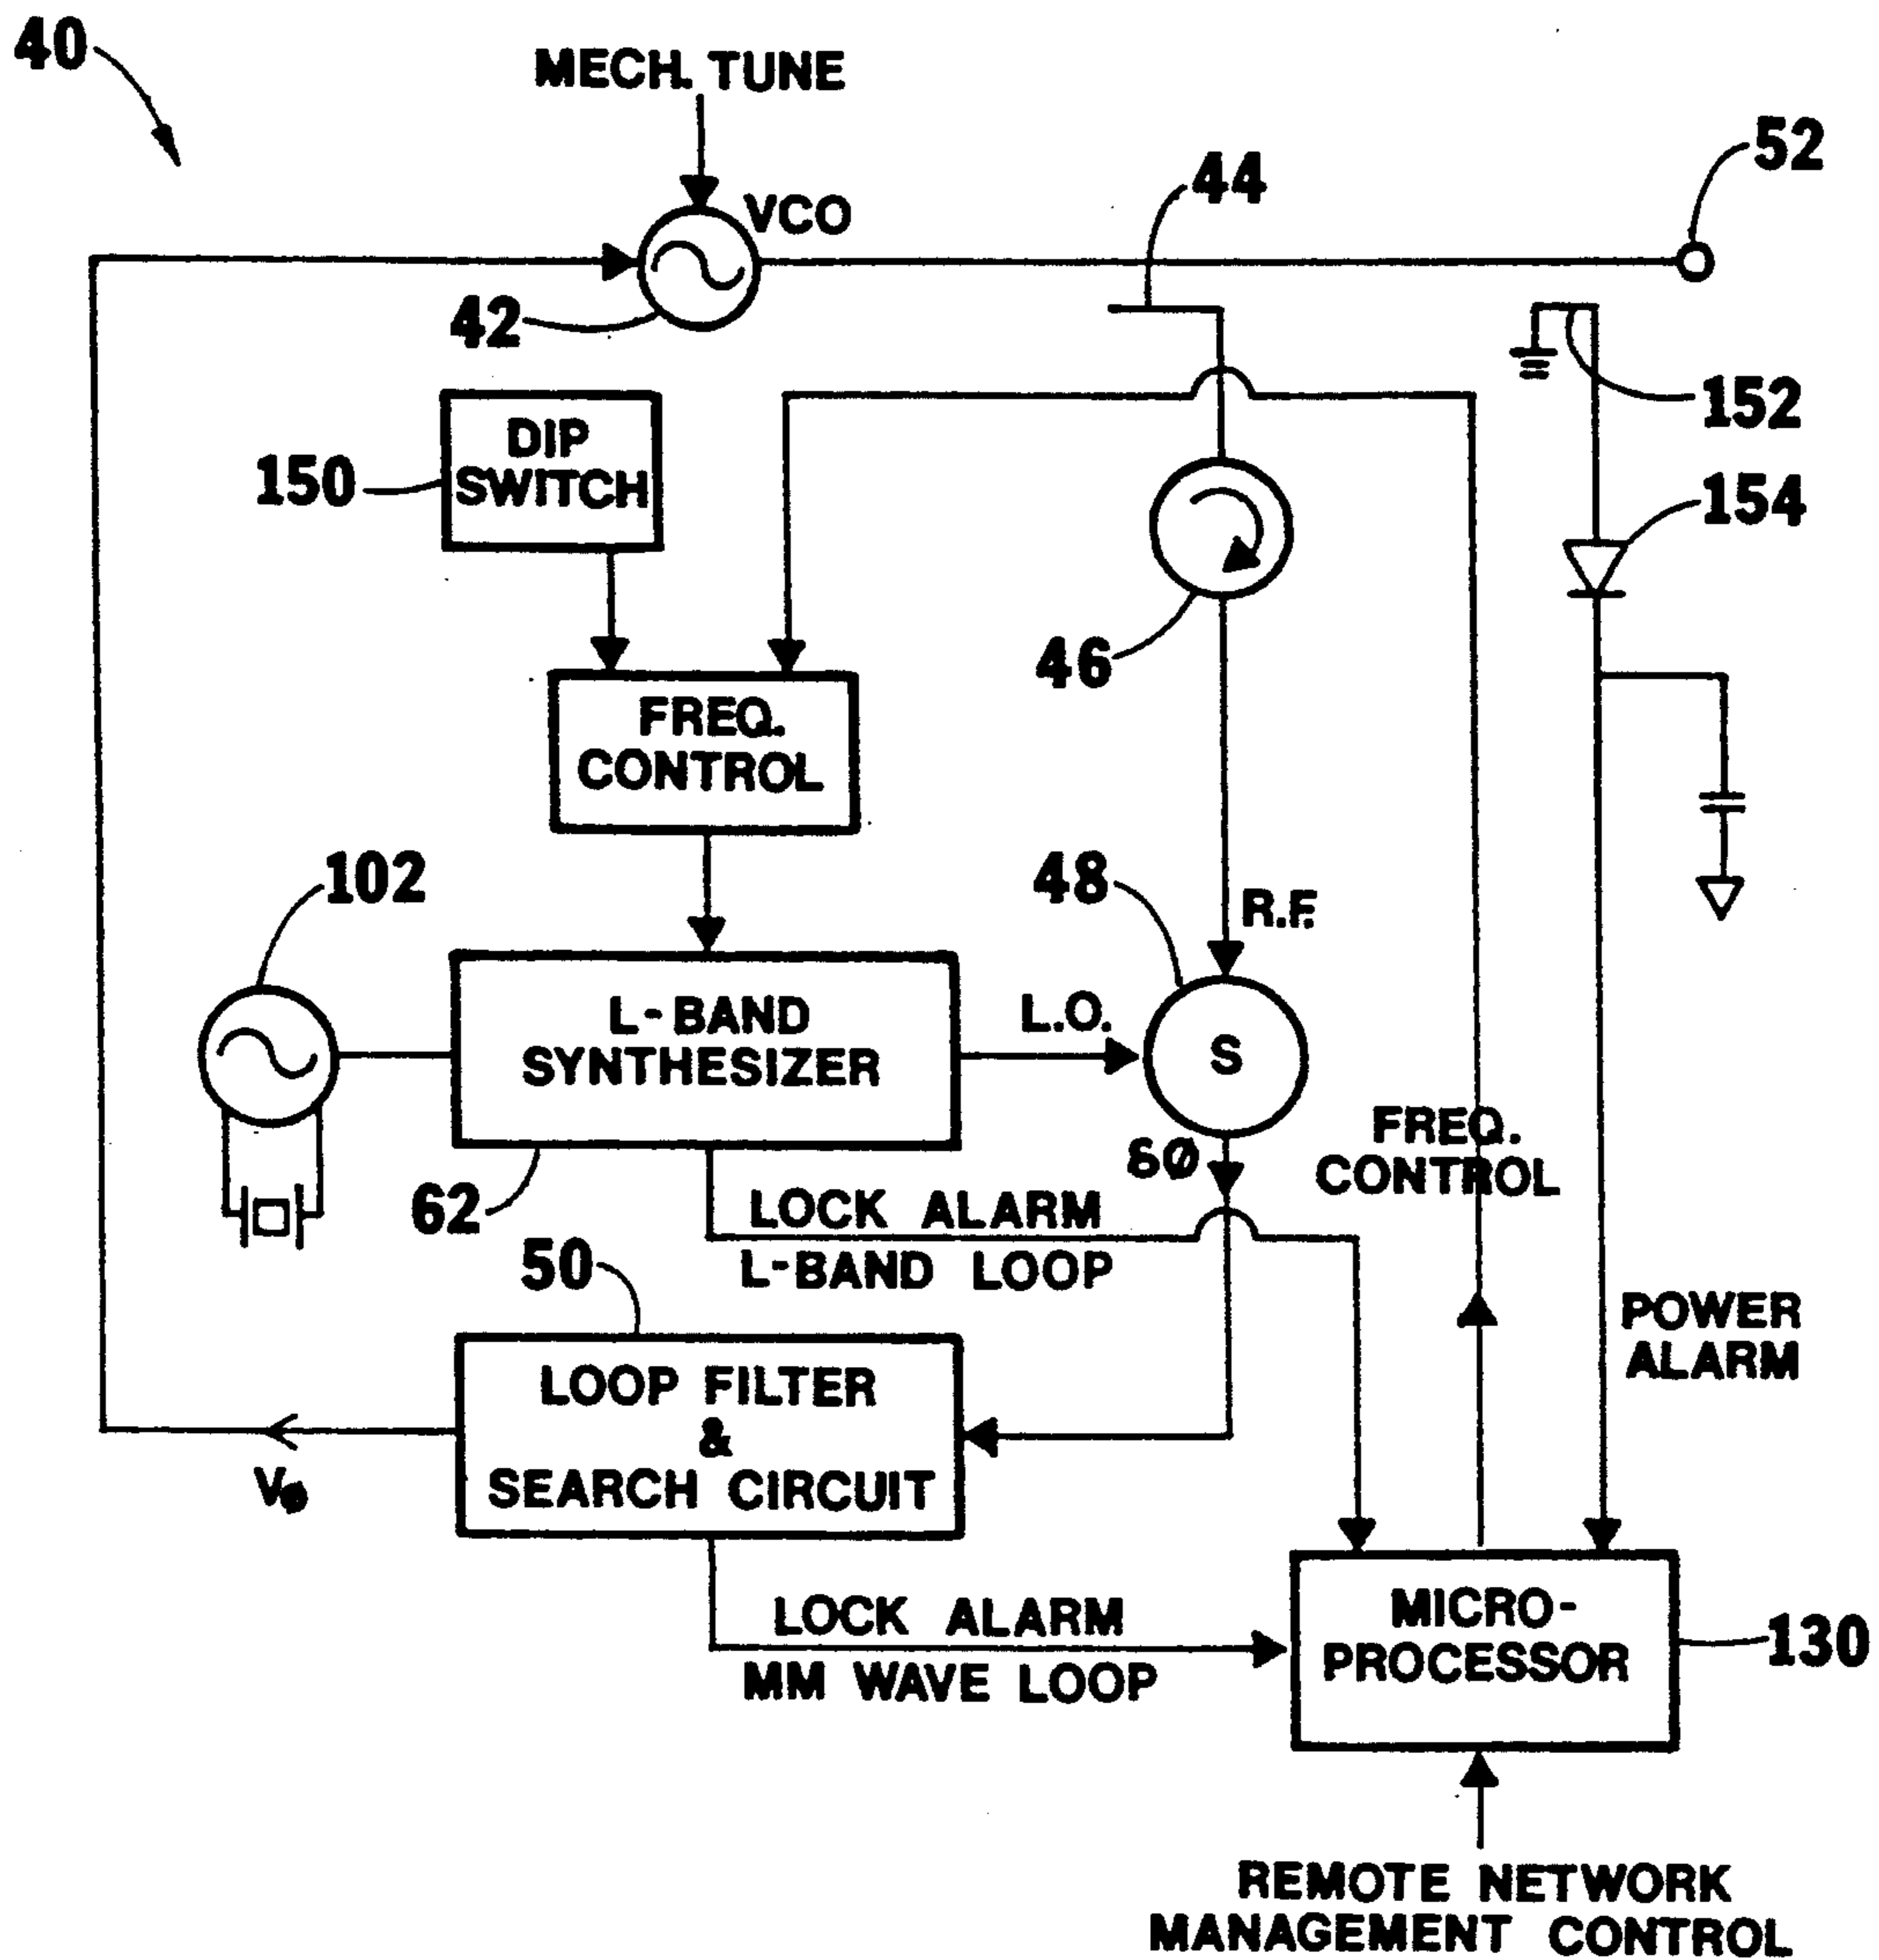 40
MECH. TUNE
52
44
VCO
42
152
DIP
SWITCH
150
154
46
FREQ.
CONTROL
102
48
R.F.
L-BAND
SYNTHESIZER
L.O.
S
FREQ.
CONTROL
δØ
62
LOCK ALARM
L-BAND LOOP
50
POWER
ALARM
LOOP FILTER
&
SEARCH CIRCUIT
VΦ
LOCK ALARM
MM WAVE LOOP
MICRO-
PROCESSOR
130
REMOTE NETWORK
MANAGEMENT CONTROL